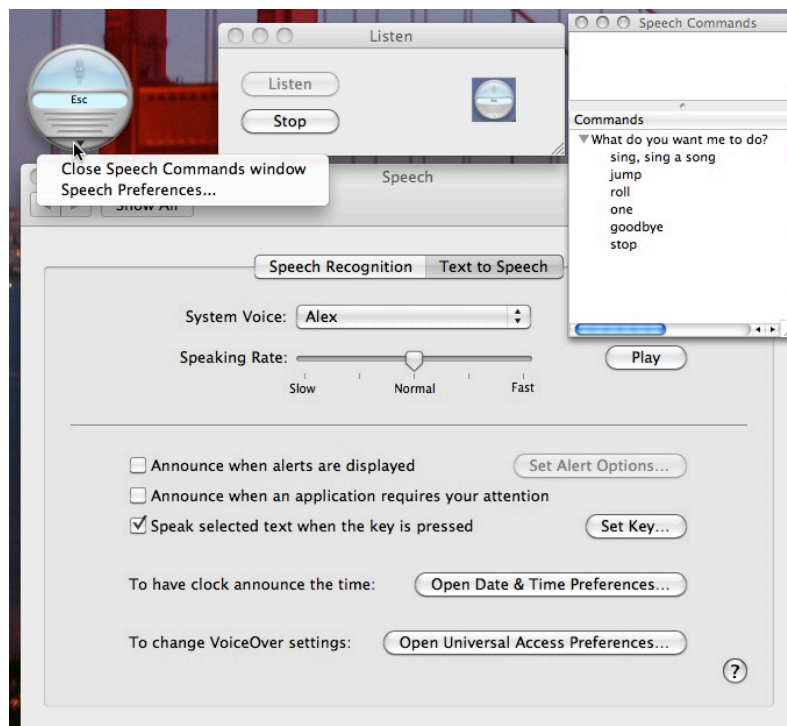 Listen
Speech Commands
Listen
Stop
Esc
Esc
Commands
What do you want me to do?
sing, sing a song
jump
roll
one
goodbye
stop
Close Speech Commands window
Speech Preferences...
Speech
Show All
Speech Recognition
Text to Speech
System Voice: Alex
Speaking Rate:
Slow Normal Fast
Play
Announce when alerts are displayed
Set Alert Options...
Announce when an application requires your attention
Speak selected text when the key is pressed
Set Key...
To have clock announce the time: Open Date & Time Preferences...
To change VoiceOver settings: Open Universal Access Preferences...
?